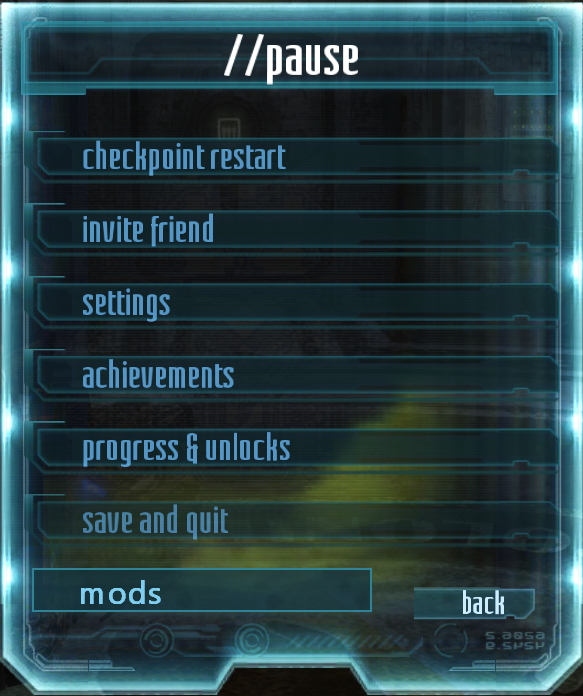 //pause
checkpoint restart
invite friend
settings
achievements
progress & unlocks
save and quit
mods
back